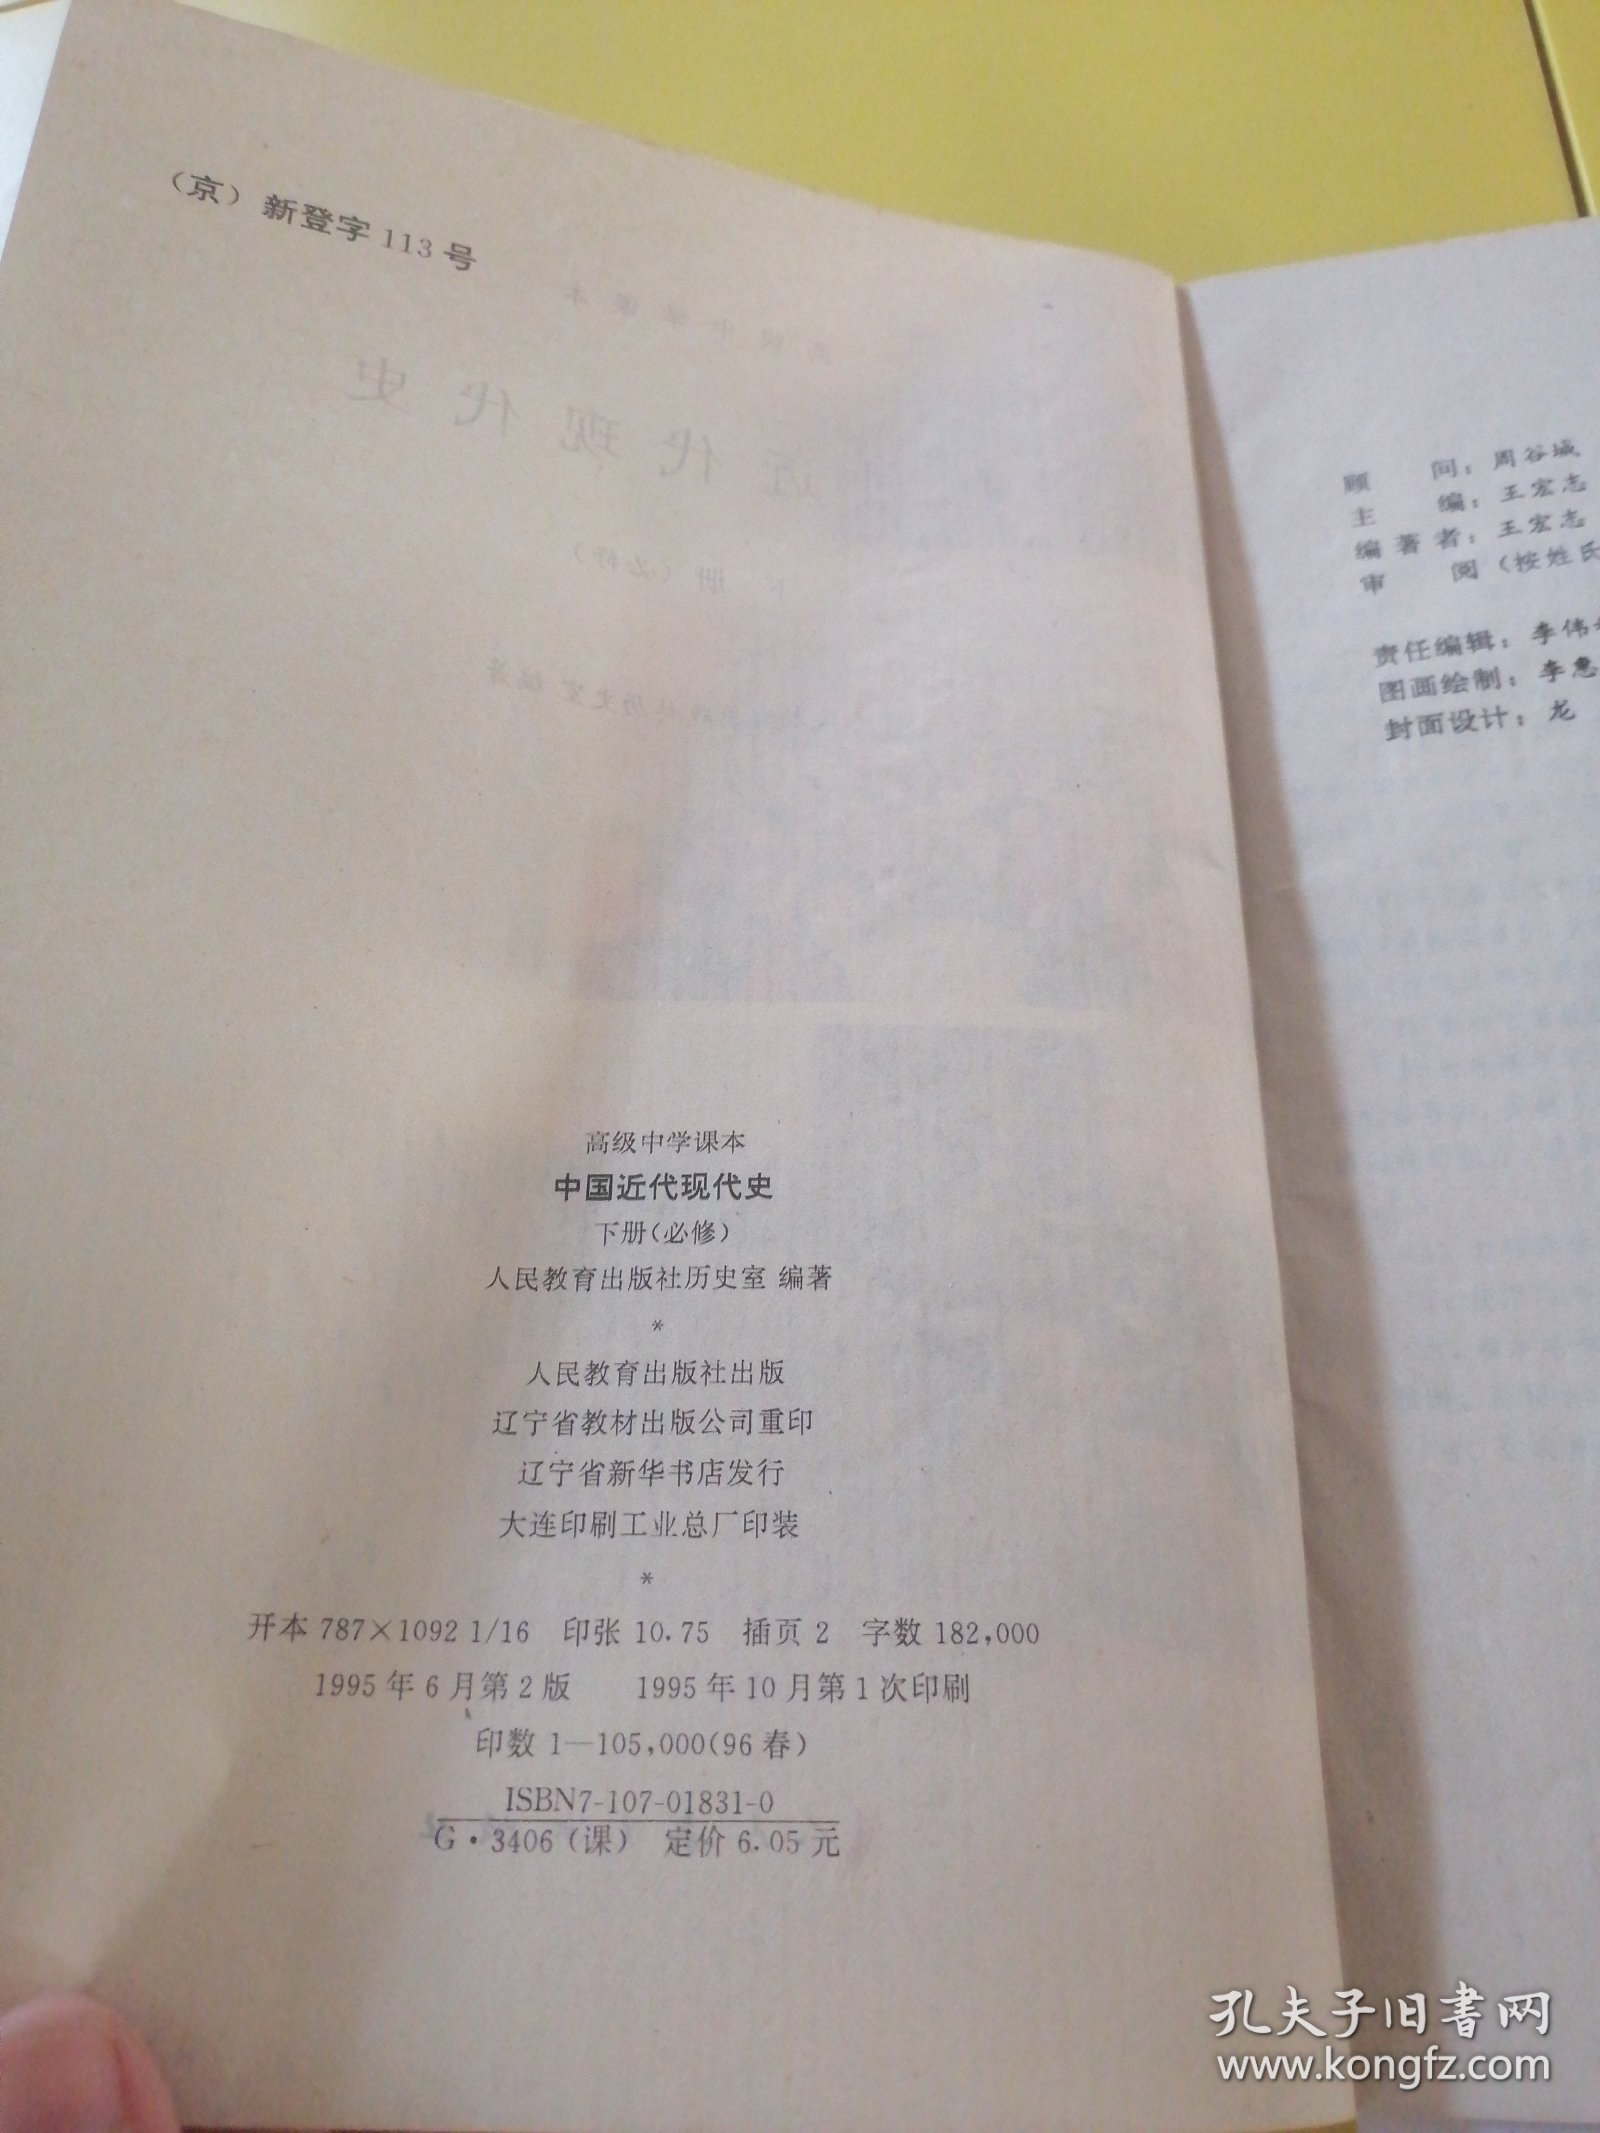 （京）新登字113号
高级中学课本
中国近代现代史
下册（必修）
人民教育出版社历史室 编著
*
人民教育出版社出版
辽宁省教材出版公司重印
辽宁省新华书店发行
大连印刷工业总厂印装
*
开本 787×1092 1/16 印张 10.75 插页 2 字数 182,000
1995年6月第2版 1995年10月第1次印刷
印数 1—105,000（96春）
ISBN7-107-01831-0
G·3406（课） 定价 6.05 元
顾 问：周谷城
主 编：王宏志
编著者：王宏志
审 阅（按姓氏
责任编辑：李伟
图画绘制：李惠
封面设计：龙
孔夫子旧书网
www.kongfz.com